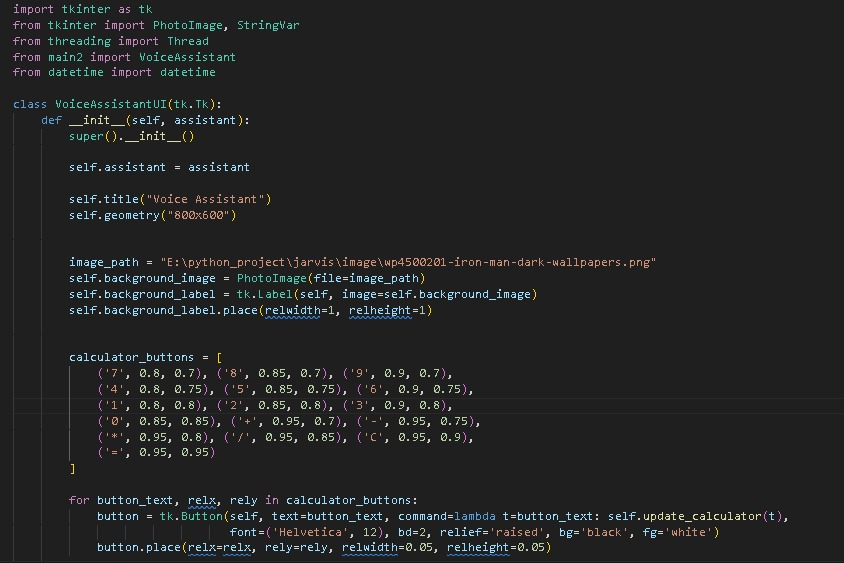 import tkinter as tk
from tkinter import PhotoImage, StringVar
from threading import Thread
from main2 import VoiceAssistant
from datetime import datetime
class VoiceAssistantUI(tk.Tk):
def __init__(self, assistant):
super().__init__()
self.assistant = assistant
self.title("Voice Assistant")
self.geometry("800x600")
image_path = "E:\python_project\jarvis\image\wp4500201-iron-man-dark-wallpapers.png"
self.background_image = PhotoImage(file=image_path)
self.background_label = tk.Label(self, image=self.background_image)
self.background_label.place(relwidth=1, relheight=1)
calculator_buttons = [
('7', 0.8, 0.7), ('8', 0.85, 0.7), ('9', 0.9, 0.7),
('4', 0.8, 0.75), ('5', 0.85, 0.75), ('6', 0.9, 0.75),
('1', 0.8, 0.8), ('2', 0.85, 0.8), ('3', 0.9, 0.8),
('0', 0.85, 0.85), ('+', 0.95, 0.7), ('-', 0.95, 0.75),
('*', 0.95, 0.8), ('/', 0.95, 0.85), ('C', 0.95, 0.9),
('=', 0.95, 0.95)
]
for button_text, relx, rely in calculator_buttons:
button = tk.Button(self, text=button_text, command=lambda t=button_text: self.update_calculator(t),
font=('Helvetica', 12), bd=2, relief='raised', bg='black', fg='white')
button.place(relx=relx, rely=rely, relwidth=0.05, relheight=0.05)